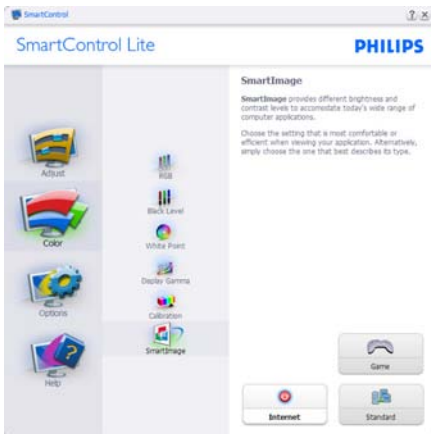 SmartControl
SmartControl Lite
PHILIPS
Adjust
Color
Options
Help
RGB
Black Level
White Point
Display Gamma
Calibration
SmartImage
SmartImage
SmartImage provides different brightness and
contrast levels to accomodate today's wide range of
computer applications.
Choose the setting that is most comfortable or
efficient when viewing your application. Alternatively,
simply choose the one that best describes its type.
Game
Internet
Standard